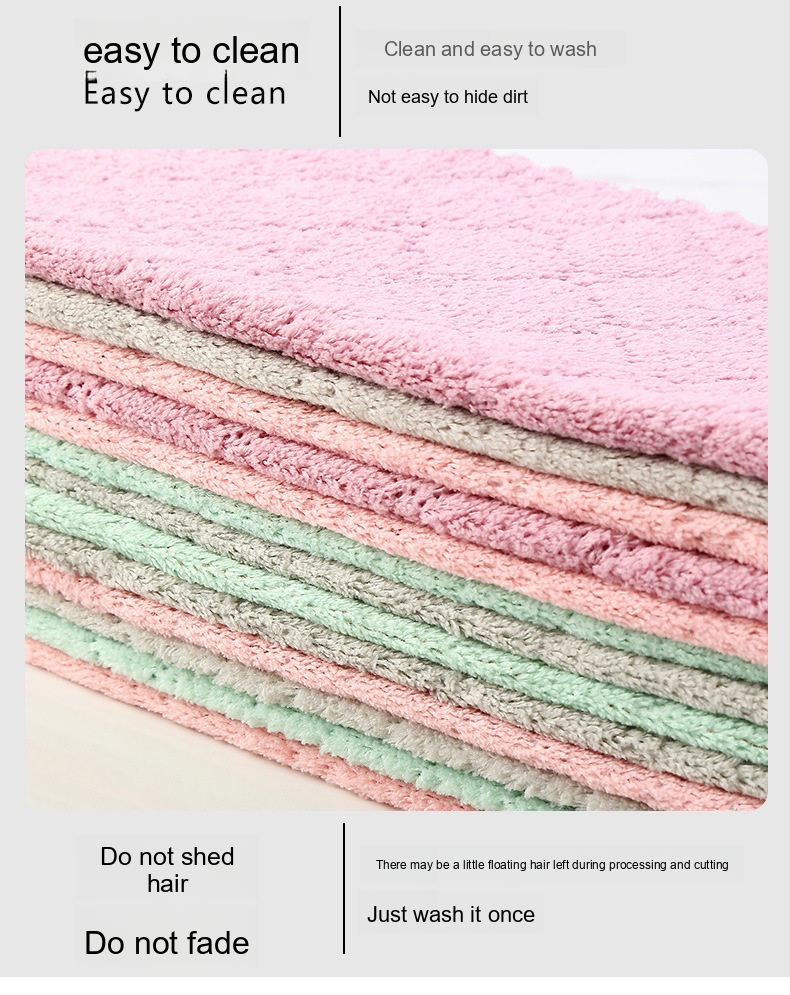 easy to clean
Easy to clean
Clean and easy to wash
Not easy to hide dirt
Do not shed
hair
Do not fade
There may be a little floating hair left during processing and cutting
Just wash it once